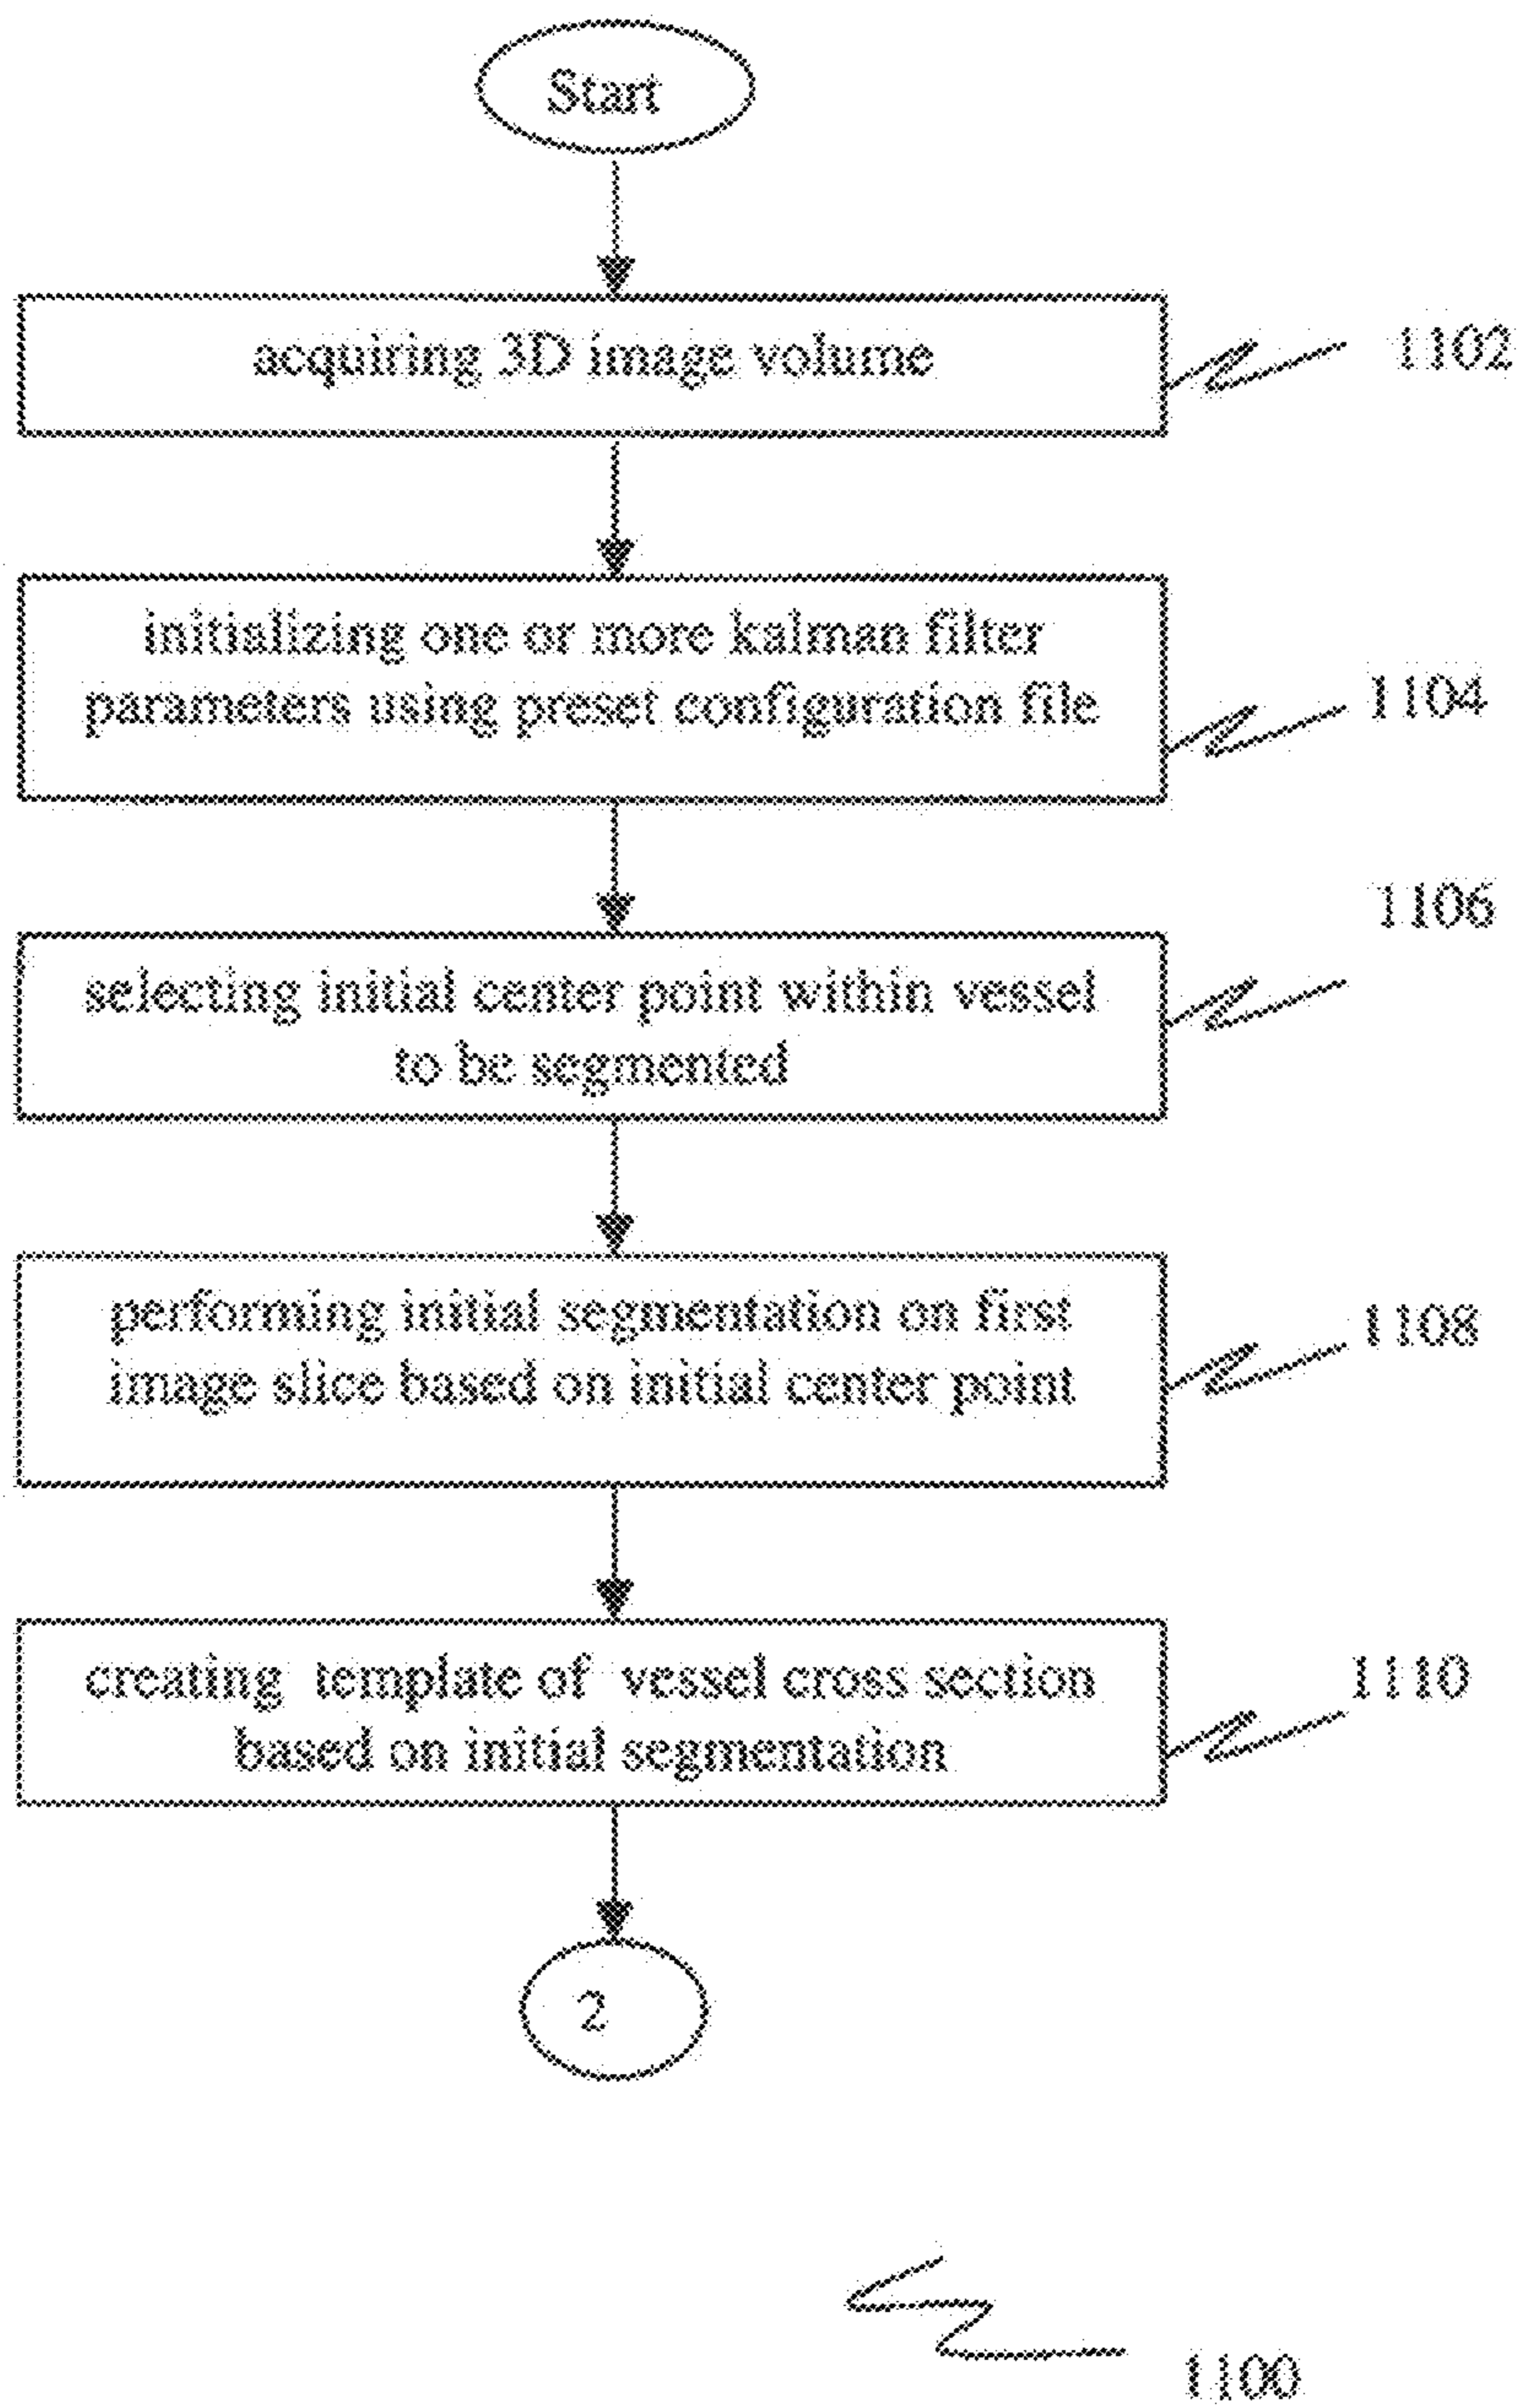 Start
acquiring 3D image volume
1102
initializing one or more kalman filter
parameters using preset configuration file
1104
1106
selecting initial center point within vessel
to be segmented
performing initial segmentation on first
1108
image slice based on initial center point
creating template of vessel cross section
1110
based on initial segmentation
2
1100